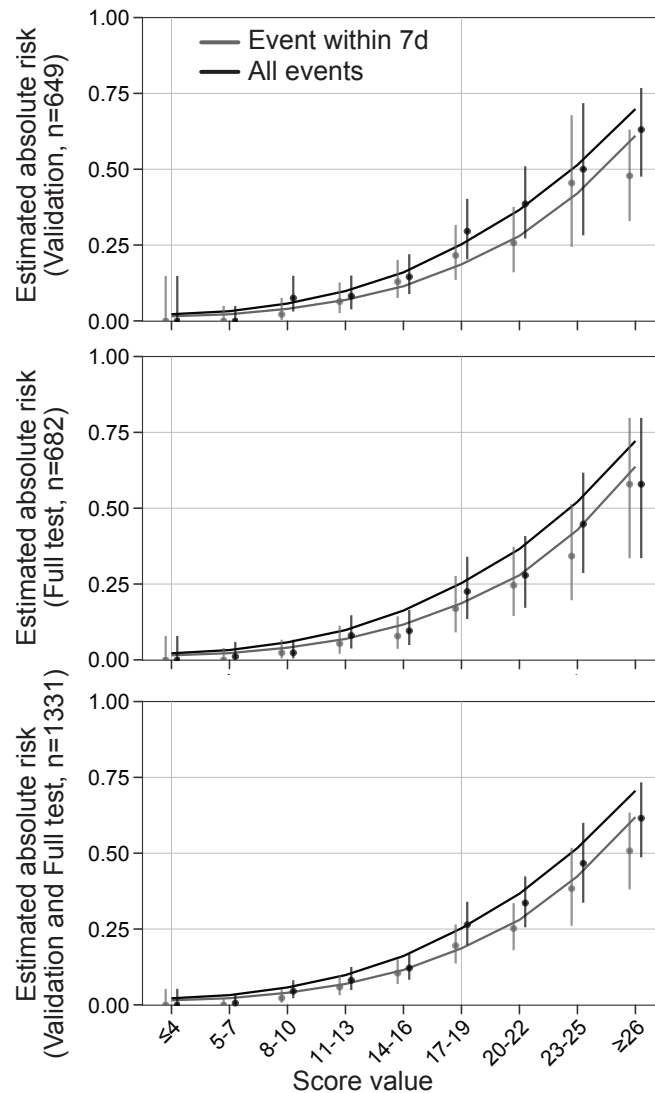 Estimated absolute risk
(Validation, n=649)
1.00
0.75
0.50
0.25
0.00
Event within 7d
All events
Estimated absolute risk
(Full test, n=682)
1.00
0.75
0.50
0.25
0.00
Estimated absolute risk
(Validation and Full test, n=1331)
1.00
0.75
0.50
0.25
0.00
≤4
5-7
8-10
11-13
14-16
17-19
20-22
23-25
≥26
Score value